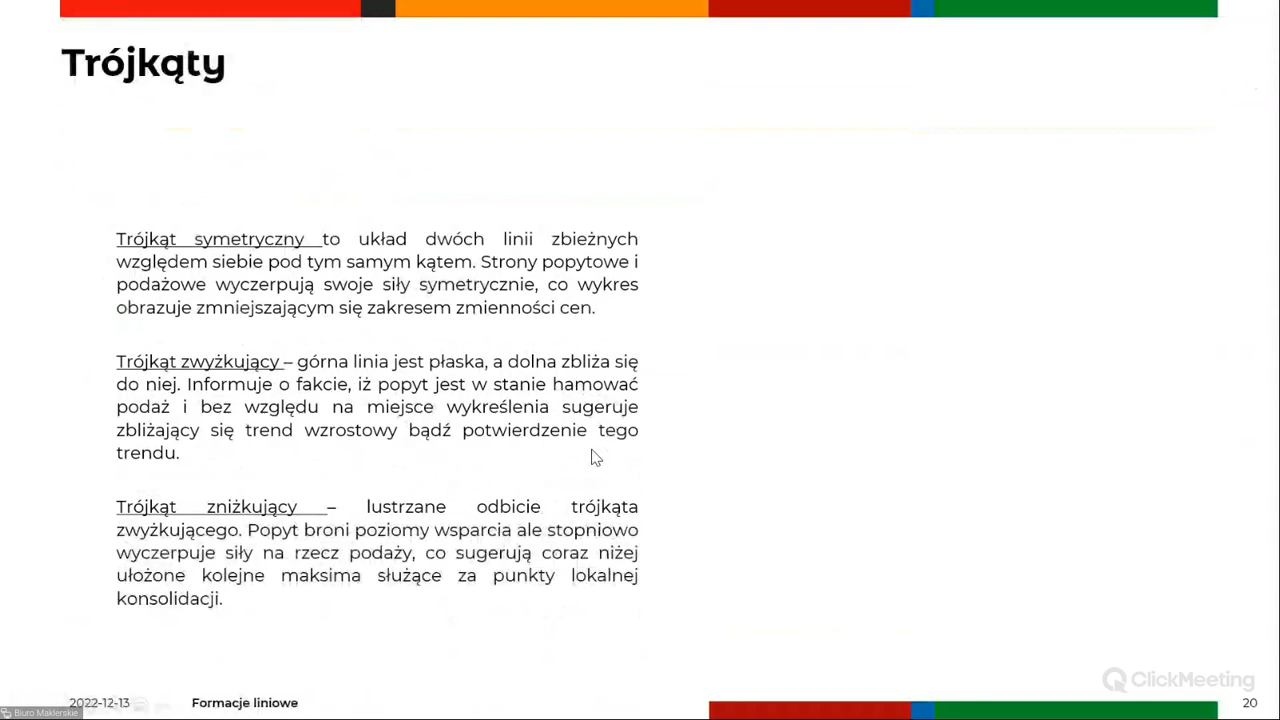 Trójkąty
Trójkąt symetryczny to układ dwóch linii zbieżnych
względem siebie pod tym samym kątem. Strony popytowe i
podażowe wyczerpują swoje siły symetrycznie, co wykres
obrazuje zmniejszającym się zakresem zmienności cen.
Trójkąt zwyżkujący – górna linia jest płaska, a dolna zbliża się
do niej. Informuje o fakcie, iż popyt jest w stanie hamować
podaż i bez względu na miejsce wykreślenia sugeruje
zbliżający się trend wzrostowy bądź potwierdzenie tego
trendu.
Trójkąt zniżkujący – lustrzane odbicie trójkąta
zwyżkującego. Popyt broni poziomy wsparcia ale stopniowo
wyczerpuje siły na rzecz podaży, co sugerują coraz niżej
ułożone kolejne maksima służące za punkty lokalnej
konsolidacji.
ClickMeeting
2022-12-13 Formacje liniowe 20
Biuro Maklerskie